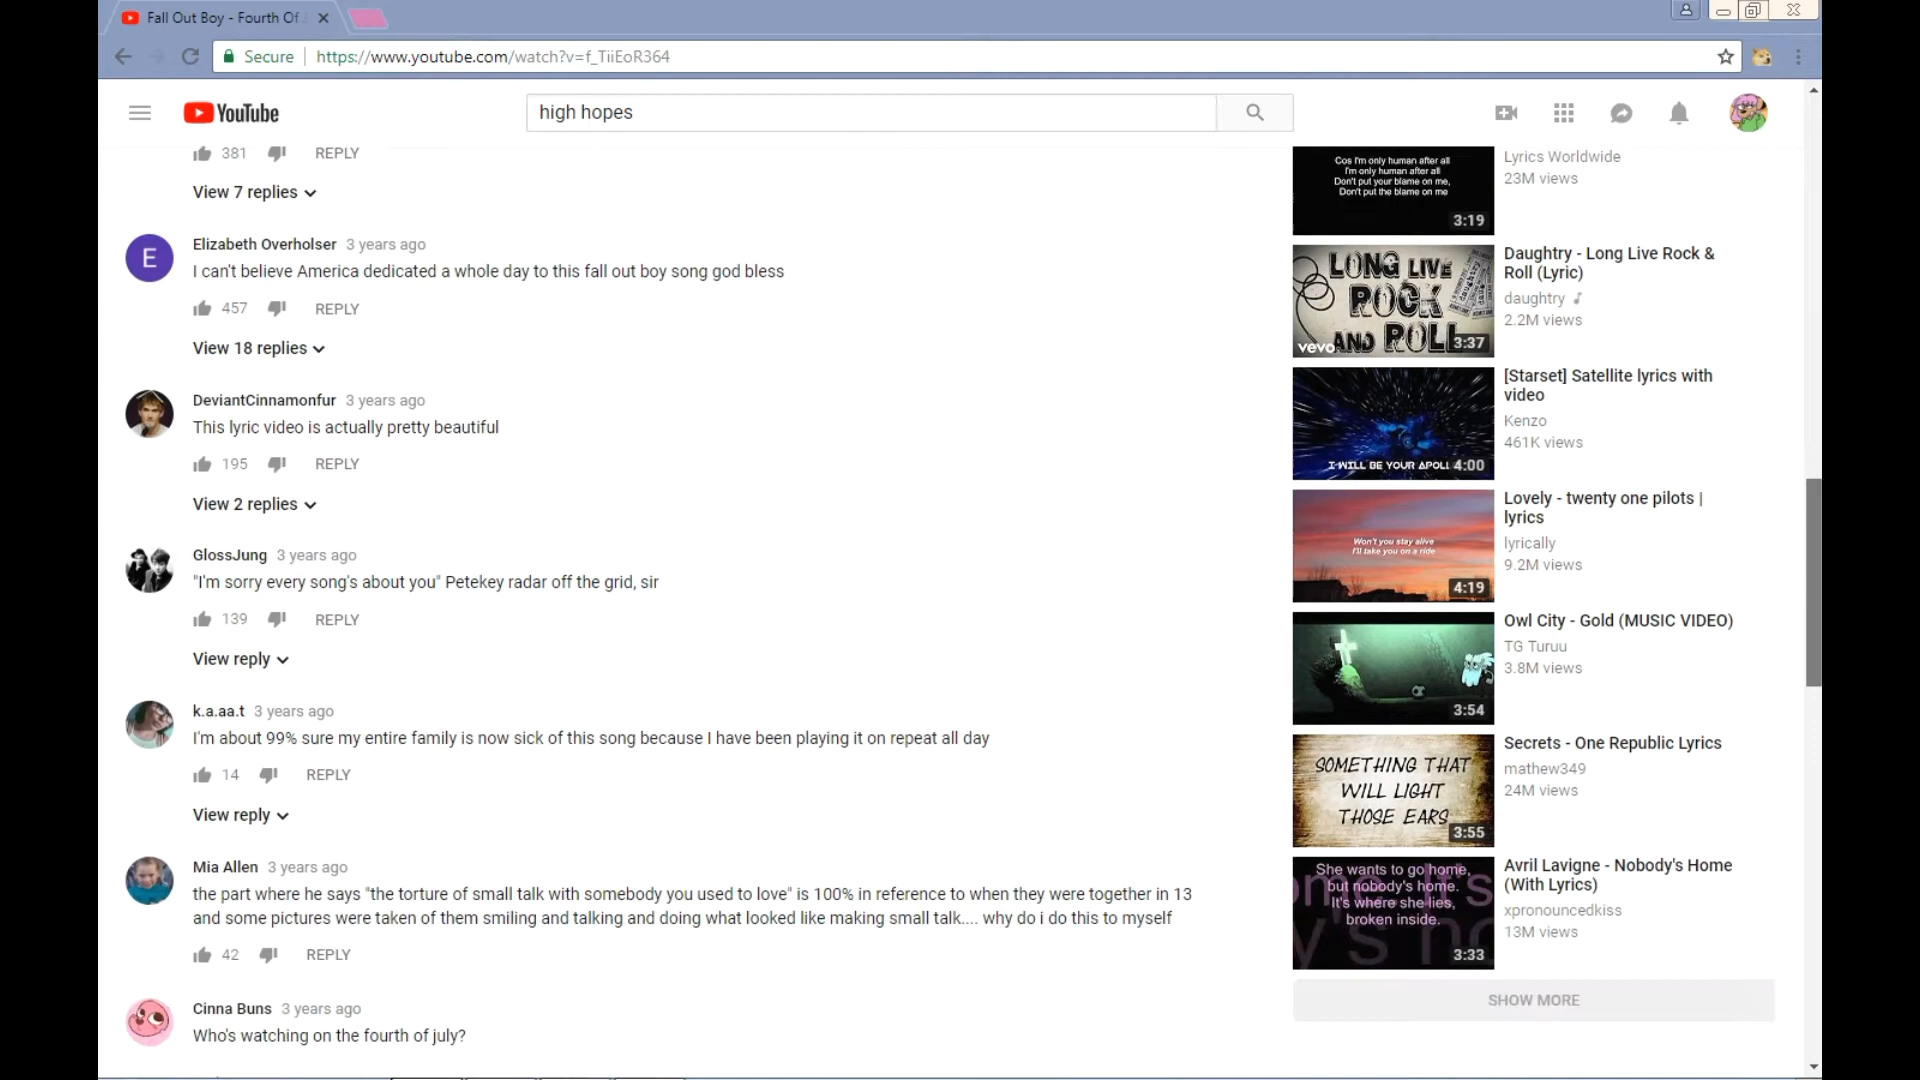 Fall Out Boy - Fourth Of
Secure
https://www.youtube.com/watch?v=f_TiiEoR364
YouTube
high hopes
381 REPLY
View 7 replies
E
Elizabeth Overholser 3 years ago
I can't believe America dedicated a whole day to this fall out boy song god bless
457 REPLY
View 18 replies
DeviantCinnamonfur 3 years ago
This lyric video is actually pretty beautiful
195 REPLY
View 2 replies
GlossJung 3 years ago
"I'm sorry every song's about you" Petekey radar off the grid, sir
139 REPLY
View reply
k.a.aa.t 3 years ago
I'm about 99% sure my entire family is now sick of this song because I have been playing it on repeat all day
14 REPLY
View reply
Mia Allen 3 years ago
the part where he says "the torture of small talk with somebody you used to love" is 100% in reference to when they were together in 13
and some pictures were taken of them smiling and talking and doing what looked like making small talk.... why do i do this to myself
42 REPLY
Cinna Buns 3 years ago
Who's watching on the fourth of july?
Cos I'm only human after all
I'm only human after all
Don't put your blame on me,
Don't put the blame on me
3:19
Lyrics Worldwide
23M views
LONG LIVE
ROCK
AND ROLL
vevo
3:37
Daughtry - Long Live Rock &
Roll (Lyric)
daughtry
2.2M views
I WILL BE YOUR APOLL
4:00
[Starset] Satellite lyrics with
video
Kenzo
461K views
Won't you stay alive
I'll take you on a ride
4:19
Lovely - twenty one pilots |
lyrics
lyrically
9.2M views
3:54
Owl City - Gold (MUSIC VIDEO)
TG Turuu
3.8M views
SOMETHING THAT
WILL LIGHT
THOSE EARS
3:55
Secrets - One Republic Lyrics
mathew349
24M views
She wants to go home,
but nobody's home.
It's where she lies,
broken inside.
3:33
Avril Lavigne - Nobody's Home
(With Lyrics)
xpronouncedkiss
13M views
SHOW MORE